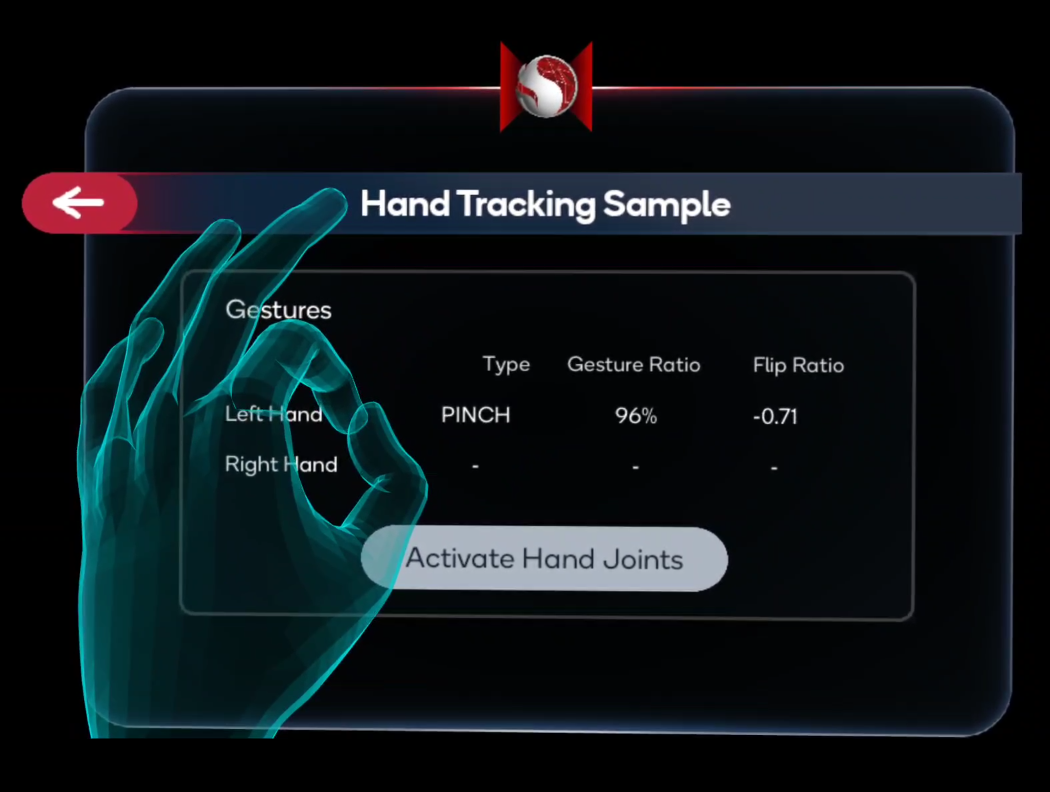 Hand Tracking Sample
Gestures
Type Gesture Ratio Flip Ratio
Left Hand PINCH 96% -0.71
Right Hand - - -
Activate Hand Joints